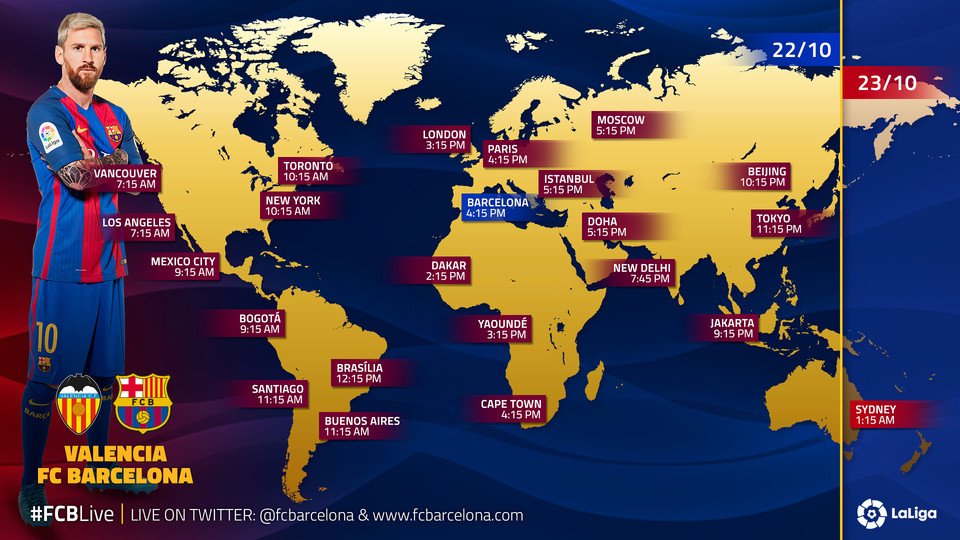 22/10
23/10
MOSCOW
5:15 PM
LONDON
3:15 PM
PARIS
4:15 PM
TORONTO
10:15 AM
VANCOUVER
7:15 AM
ISTANBUL
5:15 PM
BEIJING
10:15 PM
NEW YORK
10:15 AM
BARCELONA
4:15 PM
LOS ANGELES
7:15 AM
DOHA
5:15 PM
TOKYO
11:15 PM
MEXICO CITY
9:15 AM
DAKAR
2:15 PM
NEW DELHI
7:45 PM
BOGOTÁ
9:15 AM
YAOUNDÉ
3:15 PM
JAKARTA
9:15 PM
BRASÍLIA
12:15 PM
SANTIAGO
11:15 AM
CAPE TOWN
4:15 PM
SYDNEY
1:15 AM
BUENOS AIRES
11:15 AM
10
VALENCIA C.F.
FCB
VALENCIA
FC BARCELONA
#FCBLive | LIVE ON TWITTER: @fcbarcelona & www.fcbarcelona.com
LaLiga